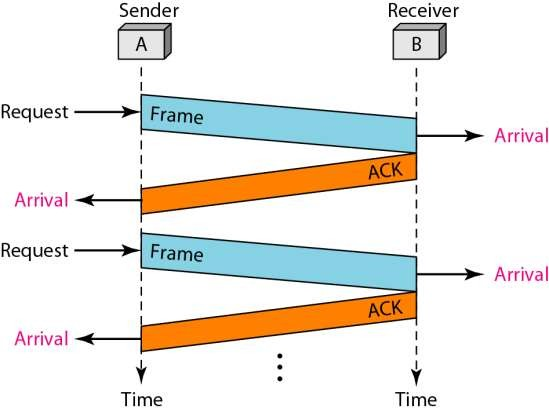 Sender Receiver
A B
Request Frame
Arrival
ACK
Arrival
Request Frame
Arrival
ACK
Arrival
Time Time